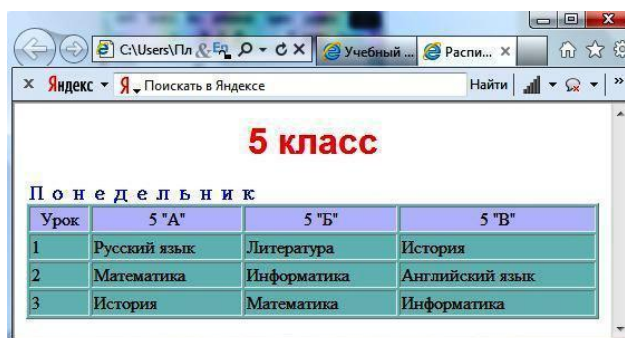 C:\Users\Пл
Учебный ...
Распи... X
x Яндекс Я Поискать в Яндексе Найти »
5 класс
Понедельник
Урок 5 "А" 5 "Б" 5 "В"
1 Русский язык Литература История
2 Математика Информатика Английский язык
3 История Математика Информатика